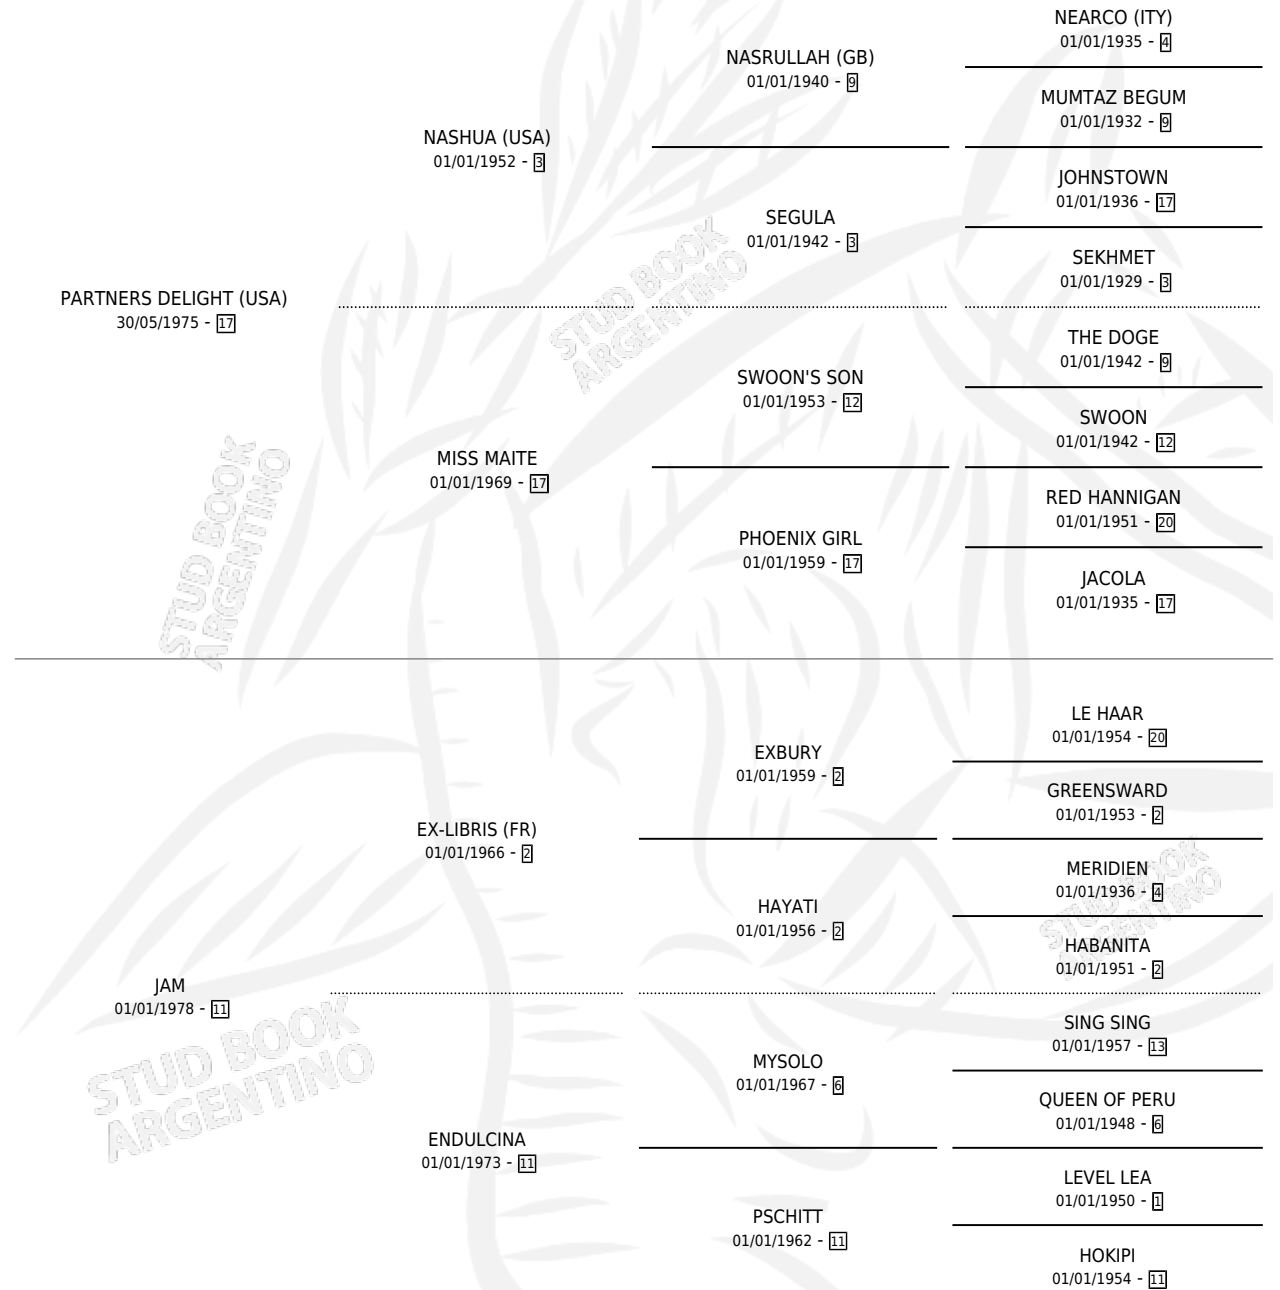 NEARCO (ITY)
01/01/1935 - 4
NASRULLAH (GB)
01/01/1940 - 9
MUMTAZ BEGUM
01/01/1932 - 9
NASHUA (USA)
01/01/1952 - 3
JOHNSTOWN
01/01/1936 - 17
SEGULA
01/01/1942 - 3
SEKHMET
01/01/1929 - 3
PARTNERS DELIGHT (USA)
30/05/1975 - 17
THE DOGE
01/01/1942 - 9
SWOON'S SON
01/01/1953 - 12
SWOON
01/01/1942 - 12
MISS MAITE
01/01/1969 - 17
RED HANNIGAN
01/01/1951 - 20
PHOENIX GIRL
01/01/1959 - 17
JACOLA
01/01/1935 - 17
LE HAAR
01/01/1954 - 20
EXBURY
01/01/1959 - 2
GREENSWARD
01/01/1953 - 2
EX-LIBRIS (FR)
01/01/1966 - 2
MERIDIEN
01/01/1936 - 4
HAYATI
01/01/1956 - 2
HABANITA
01/01/1951 - 2
JAM
01/01/1978 - 11
SING SING
01/01/1957 - 13
MYSOLO
01/01/1967 - 6
QUEEN OF PERU
01/01/1948 - 6
ENDULCINA
01/01/1973 - 11
LEVEL LEA
01/01/1950 - 1
PSCHITT
01/01/1962 - 11
HOKIPI
01/01/1954 - 11
STUD BOOK
ARGENTINO
STUD BOOK
ARGENTINO
STUD BOOK
ARGENTINO
STUD BOOK
ARGENTINO